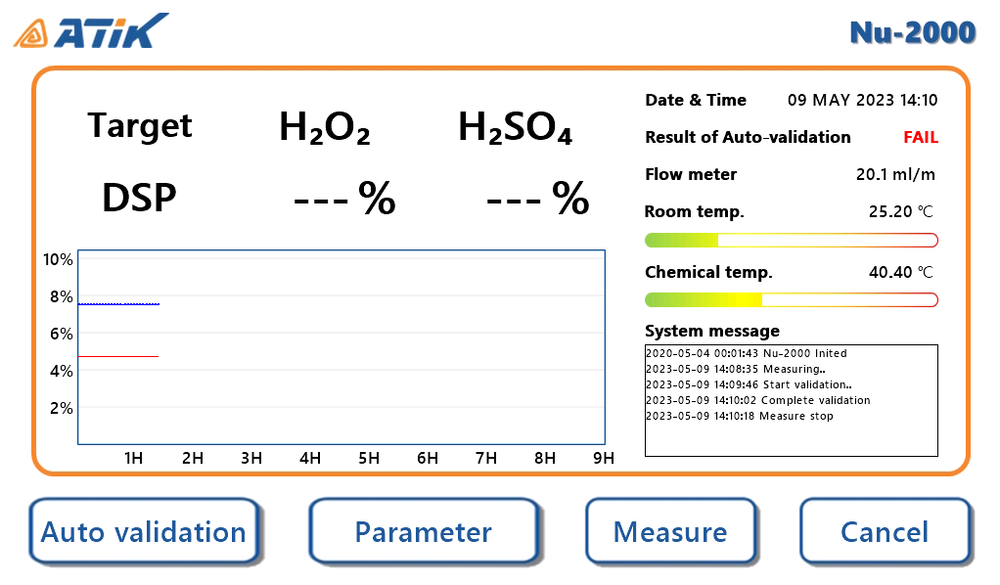 ATIK
Nu-2000
Target H₂O₂ H₂SO₄
DSP ---% ---%
10%
8%
6%
4%
2%
1H 2H 3H 4H 5H 6H 7H 8H 9H
Date & Time 09 MAY 2023 14:10
Result of Auto-validation FAIL
Flow meter 20.1 ml/m
Room temp. 25.20 ℃
Chemical temp. 40.40 ℃
System message
2020-05-04 00:01:43 Nu-2000 Inited
2023-05-09 14:08:35 Measuring..
2023-05-09 14:09:46 Start validation..
2023-05-09 14:10:02 Complete validation
2023-05-09 14:10:18 Measure stop
Auto validation Parameter Measure Cancel